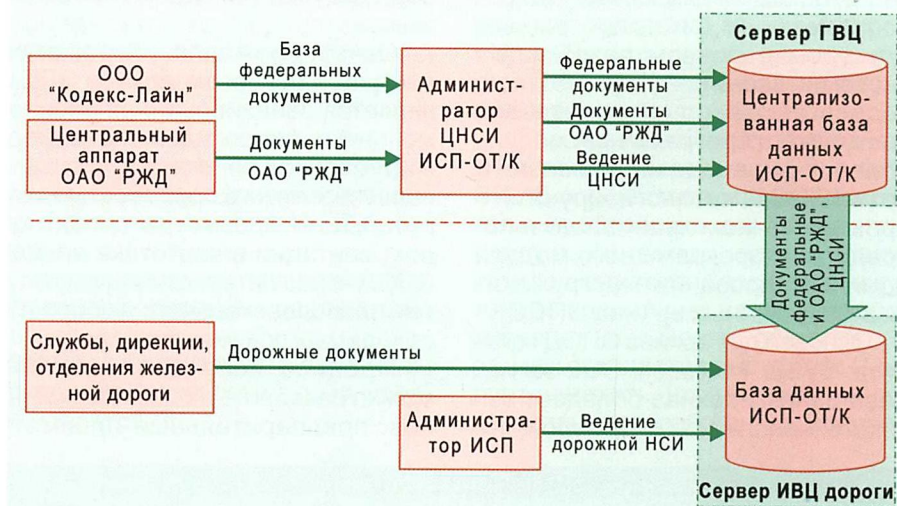 Сервер ГВЦ
ООО
“Кодекс-Лайн”
База
федеральных
документов
Центральный
аппарат
ОАО “РЖД”
Документы
ОАО “РЖД”
Админист-
ратор
ЦНСИ
ИСП-ОТ/К
Федеральные
документы
Документы
ОАО “РЖД”
Ведение
ЦНСИ
Централизо-
ванная база
данных
ИСП-ОТ/К
Документы
федеральные
и ОАО “РЖД”
ЦНСИ
Службы, дирекции,
отделения желез-
ной дороги
Дорожные документы
Администра-
тор ИСП
Ведение
дорожной НСИ
База данных
ИСП-ОТ/К
Сервер ИВЦ дороги